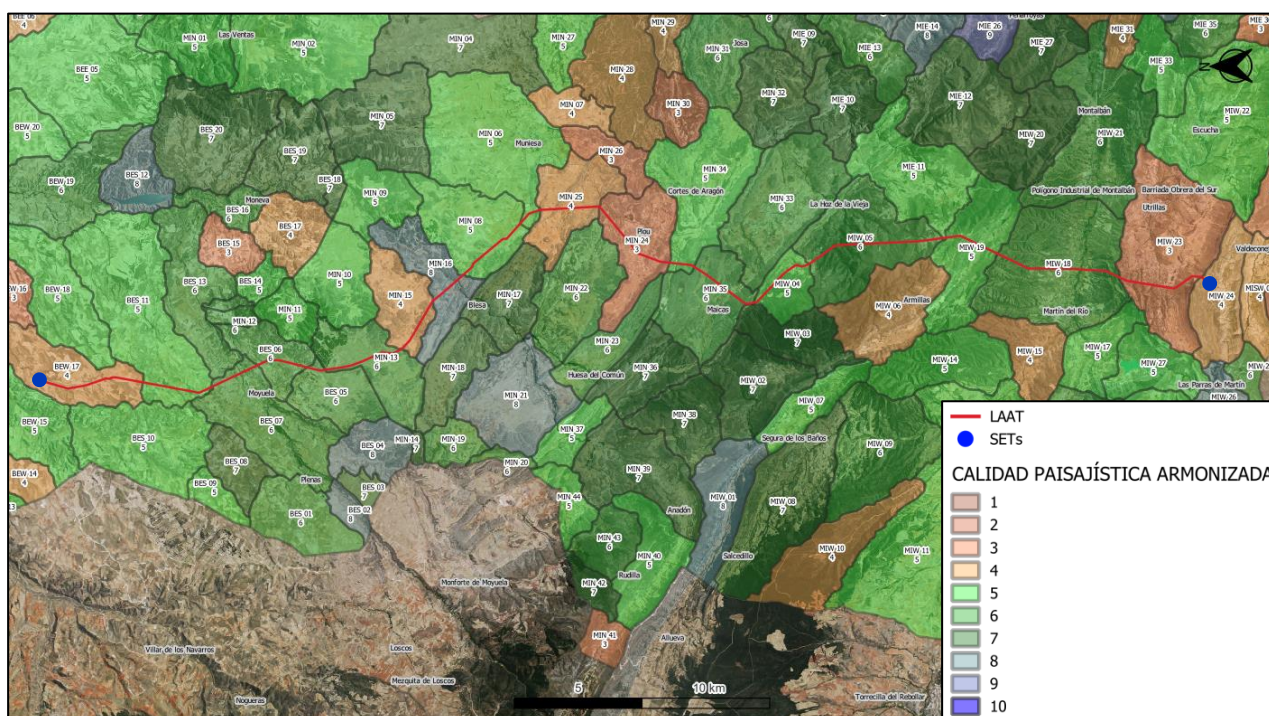 BEE 06
4
MIN 01
5
Las Ventas
MIN 02
5
MIN 04
7
MIN 27
5
MIN 29
4
6
MIN 31
6
Josa
MIE 09
7
MIE 13
6
MIE 14
8
MIE 26
9
MIE 27
7
MIE 31
4
MIE 35
6
3
BEE 05
5
MIN 28
4
MIE 33
5
N
BEW 20
5
BES 20
7
MIN 05
7
MIN 07
4
MIN 30
3
MIN 32
7
MIE 10
7
MIE 12
7
Montalbán
MIW 22
5
BES 12
8
BES 19
7
MIN 06
5
Muniesa
MIN 26
3
MIW 20
7
MIW 21
6
Escucha
BEW 19
6
BES 18
7
MIN 09
5
MIN 34
5
MIE 11
5
Moneva
BES 16
6
MIN 25
4
Cortes de Aragón
MIN 33
6
La Hoz de la Vieja
Polígono Industrial de Montalbán
Barriada Obrera del Sur
Utrillas
BES 17
4
MIN 08
5
Plou
MIN 24
3
MIW 05
6
MIW 19
5
MIW 23
3
Valdeconej
BES 15
3
MIN 16
8
MIW 18
6
BEW 16
3
BEW 18
5
BES 11
5
BES 13
6
BES 14
5
MIN 10
5
MIN 15
4
Blesa
MIN 17
7
MIN 22
6
MIN 35
6
Maicas
MIW 04
5
MIW 06
4
Armillas
Martín del Río
MIW 24
4
MISW 0
4
MIN 12
6
MIN 11
5
BES 06
6
MIN 13
6
MIN 23
6
MIW 03
7
BEW 17
4
Moyuela
BES 05
6
MIN 18
7
Huesa del Común
MIN 36
7
MIW 02
7
MIW 14
5
MIW 15
4
MIW 17
5
MIW 27
5
Las Parras de Martín
MIW 26
BEW 15
5
BES 10
5
BES 07
6
MIN 21
8
MIW 07
5
BES 04
8
MIN 14
7
MIN 19
6
MIN 37
5
MIN 38
7
Segura de los Baños
MIW 09
6
BEW 14
4
BES 08
7
Plenas
BES 03
7
MIN 20
6
MIN 39
7
BES 09
5
BES 01
6
BES 02
8
MIN 44
5
Anadón
MIW 01
8
MIW 08
7
MIN 43
6
MIN 40
5
Salcedillo
MIW 10
4
MIW 11
5
Monforte de Moyuela
MIN 42
7
Rudilla
MIN 41
3
Allueva
Villar de los Navarros
Loscos
Mezquita de Loscos
Nogueras
Torrecilla del Rebollar
5
10 km
LAAT
SETs
CALIDAD PAISAJÍSTICA ARMONIZADA
1
2
3
4
5
6
7
8
9
10